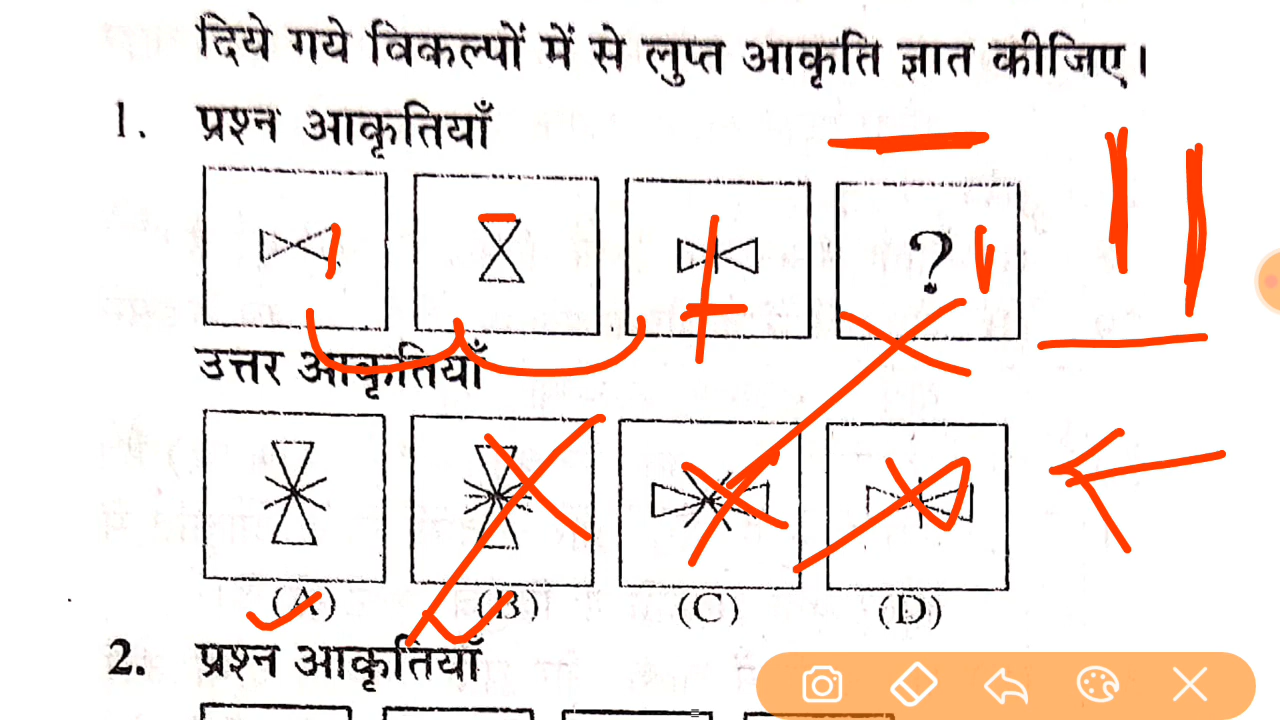 दिये गये विकल्पों में से लुप्त आकृति ज्ञात कीजिए।
1. प्रश्न आकृतियाँ
?
उत्तर आकृतियाँ
(A) (B) (C) (D)
2. प्रश्न आकृतियाँ